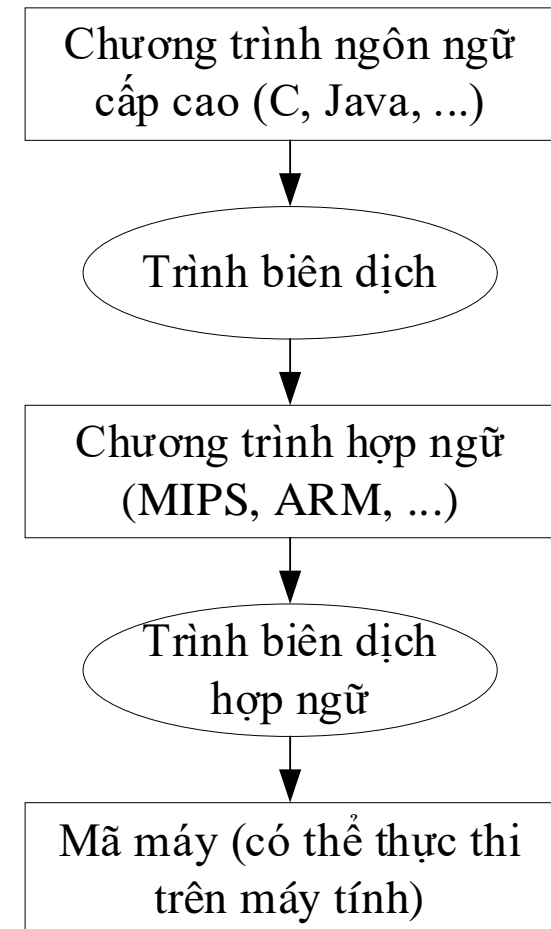 Chương trình ngôn ngữ
cấp cao (C, Java, ...)
Trình biên dịch
Chương trình hợp ngữ
(MIPS, ARM, ...)
Trình biên dịch
hợp ngữ
Mã máy (có thể thực thi
trên máy tính)